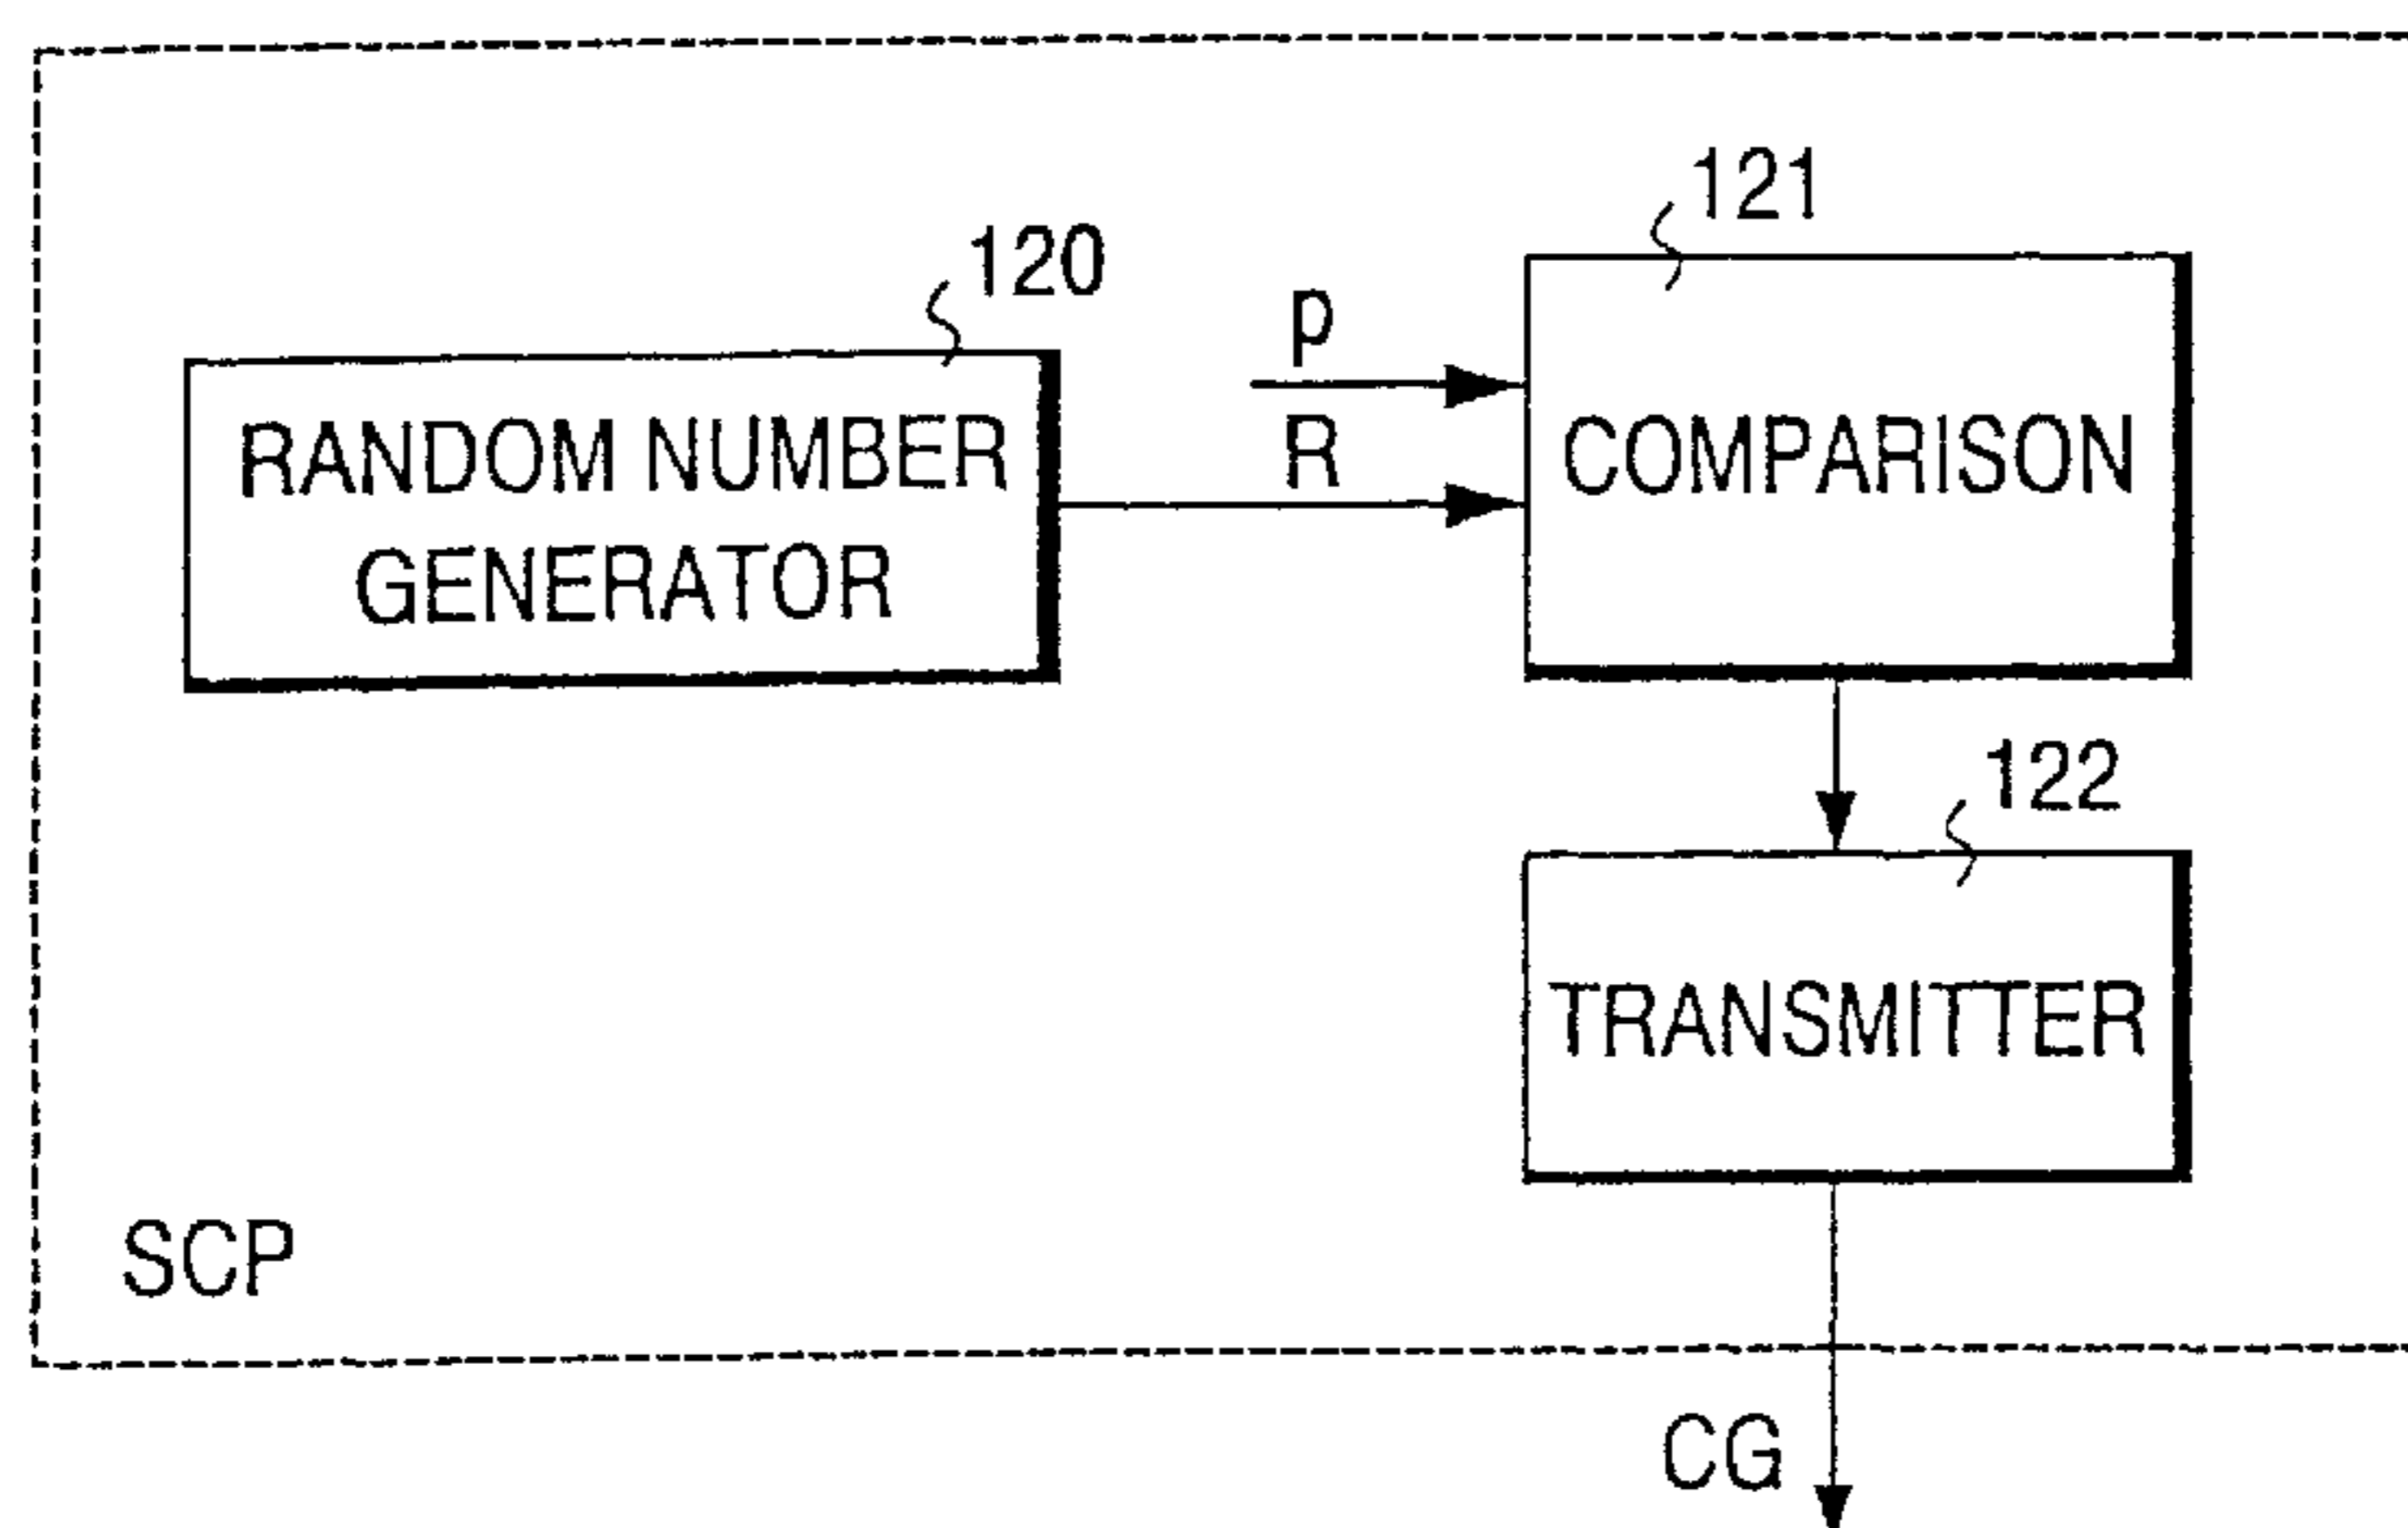 121
120
p
R
RANDOM NUMBER
GENERATOR
COMPARISON
122
TRANSMITTER
SCP
CG